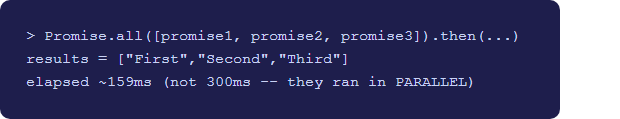 > Promise.all([promise1, promise2, promise3]).then(...)
results = ["First","Second","Third"]
elapsed ~159ms (not 300ms -- they ran in PARALLEL)